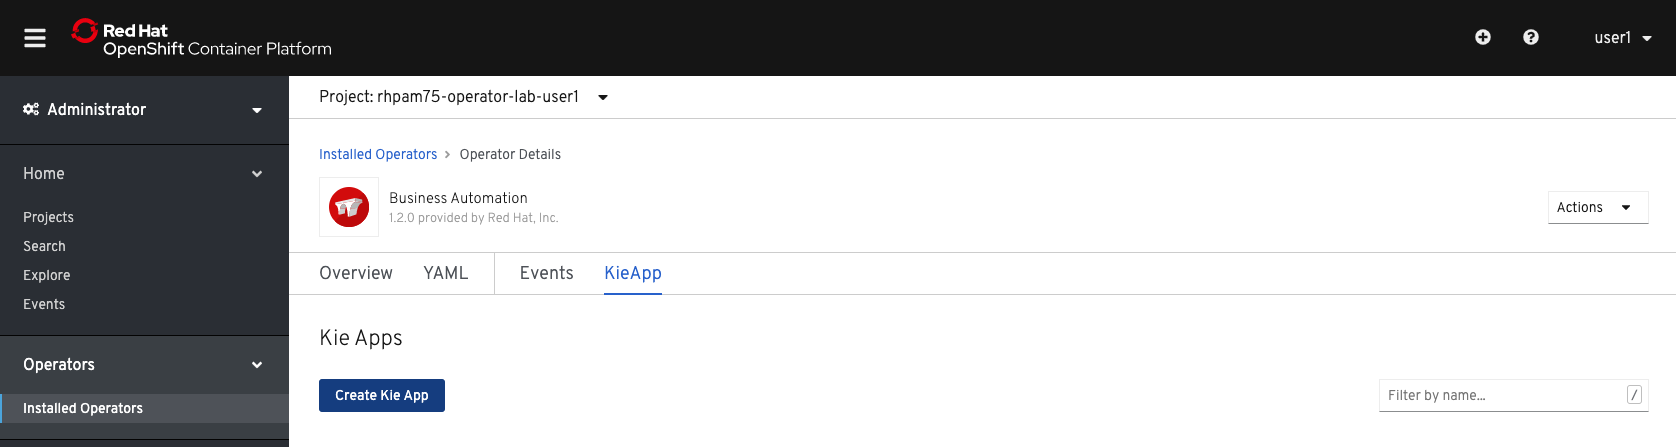 Red Hat
OpenShift Container Platform
user1
Administrator
Project: rhpam75-operator-lab-user1
Installed Operators > Operator Details
Home
Business Automation
1.2.0 provided by Red Hat, Inc.
Actions
Projects
Search
Explore
Events
Overview YAML Events KieApp
Kie Apps
Operators
Create Kie App
Filter by name...
/
Installed Operators